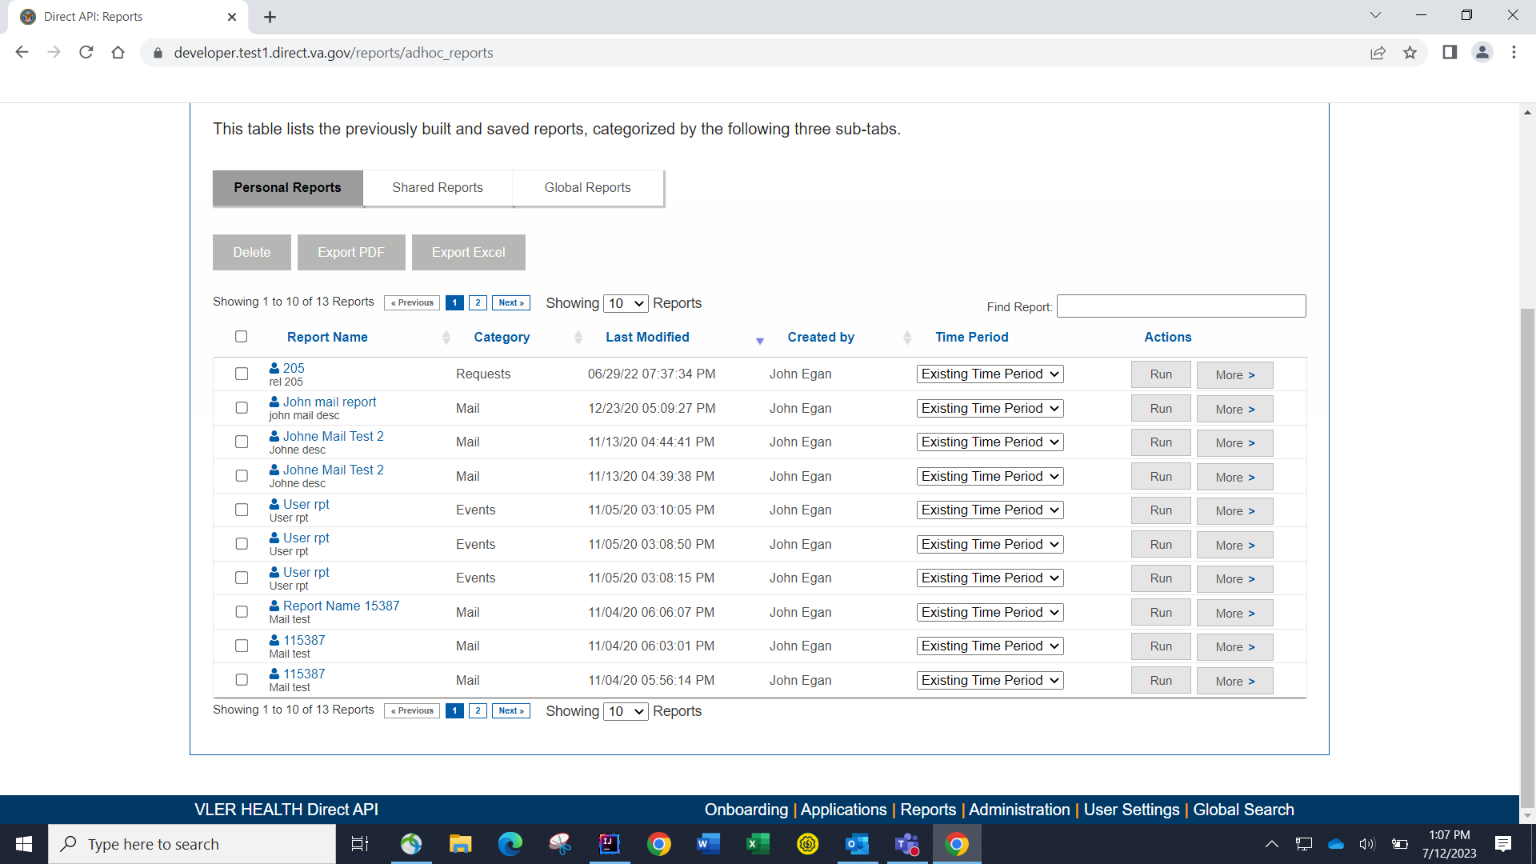 Direct API: Reports
developer.test1.direct.va.gov/reports/adhoc_reports
This table lists the previously built and saved reports, categorized by the following three sub-tabs.
Personal Reports Shared Reports Global Reports
Delete Export PDF Export Excel
Showing 1 to 10 of 13 Reports « Previous 1 2 Next » Showing 10 Reports Find Report:
Report Name Category Last Modified Created by Time Period Actions
205 Requests 06/29/22 07:37:34 PM John Egan Existing Time Period Run More >
rel 205
John mail report Mail 12/23/20 05:09:27 PM John Egan Existing Time Period Run More >
john mail desc
Johne Mail Test 2 Mail 11/13/20 04:44:41 PM John Egan Existing Time Period Run More >
Johne desc
Johne Mail Test 2 Mail 11/13/20 04:39:38 PM John Egan Existing Time Period Run More >
Johne desc
User rpt Events 11/05/20 03:10:05 PM John Egan Existing Time Period Run More >
User rpt
User rpt Events 11/05/20 03:08:50 PM John Egan Existing Time Period Run More >
User rpt
User rpt Events 11/05/20 03:08:15 PM John Egan Existing Time Period Run More >
User rpt
Report Name 15387 Mail 11/04/20 06:06:07 PM John Egan Existing Time Period Run More >
Mail test
115387 Mail 11/04/20 06:03:01 PM John Egan Existing Time Period Run More >
Mail test
115387 Mail 11/04/20 05:56:14 PM John Egan Existing Time Period Run More >
Mail test
Showing 1 to 10 of 13 Reports « Previous 1 2 Next » Showing 10 Reports
VLER HEALTH Direct API Onboarding | Applications | Reports | Administration | User Settings | Global Search
Type here to search
1:07 PM
7/12/2023